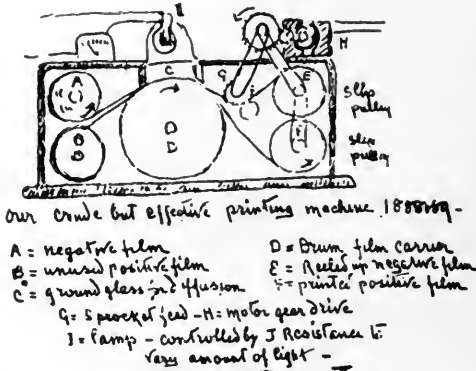 I
H
A
C
G
F
E
B
D
D
F
slip
pulley
slip
pulley
our crude but effective printing machine 1888 to 89 -
A = negative film
D = Drum film carrier
B = unused positive film
E = Reeled up negative film
C = ground glass for diffusion
F = printed positive film
G = Sprocket feed - H = motor gear drive
I = Lamp - controlled by J Resistance to
vary amount of light -